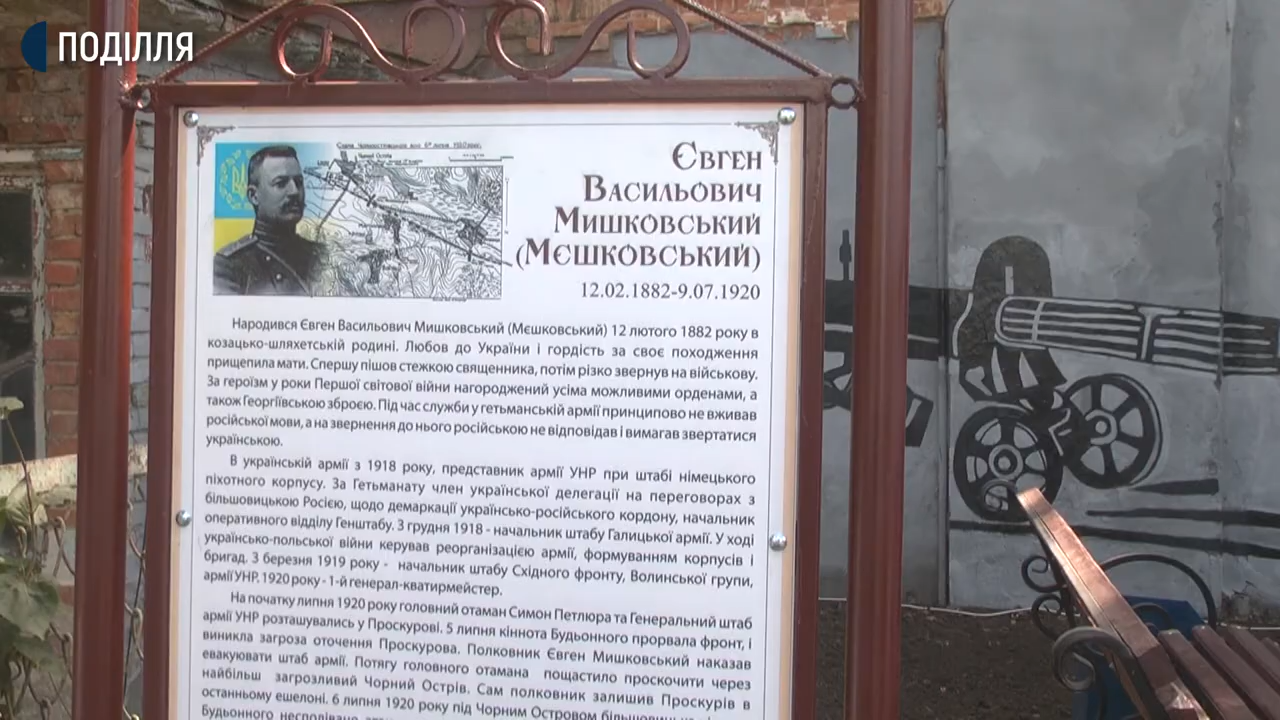 ПОДІЛЛЯ
Євген
Васильович
Мишковський
(Мєшковський)
12.02.1882-9.07.1920
Народився Євген Васильович Мишковський (Мєшковський) 12 лютого 1882 року в
козацько-шляхетській родині. Любов до України і гордість за своє походження
прищепила мати. Спершу пішов стежкою священника, потім різко звернув на військову.
За героїзм у роки Першої світової війни нагороджений усіма можливими орденами, а
також Георгіївською зброєю. Під час служби у гетьманській армії принципово не вживав
російської мови, а на звернення до нього російською не відповідав і вимагав звертатися
українською.
В українській армії з 1918 року, представник армії УНР при штабі німецького
піхотного корпусу. За Гетьманату член української делегації на переговорах з
більшовицькою Росією, щодо демаркації українсько-російського кордону, начальник
оперативного відділу Генштабу. З грудня 1918 - начальник штабу Галицької армії. У ході
українсько-польської війни керував реорганізацією армії, формуванням корпусів і
бригад. З березня 1919 року - начальник штабу Східного фронту, Волинської групи,
армії УНР. 1920 року - 1-й генерал-кватирмейстер.
На початку липня 1920 року головний отаман Симон Петлюра та Генеральний штаб
армії УНР розташувались у Проскурові. 5 липня кіннота Будьонного прорвала фронт, і
виникла загроза оточення Проскурова. Полковник Євген Мишковський наказав
евакуювати штаб армії. Потягу головного отамана пощастило проскочити через
найбільш загрозливий Чорний Острів. Сам полковник залишив Проскурів в
останньому ешелоні. 6 липня 1920 року під Чорним Островом
Будьонного несподівано